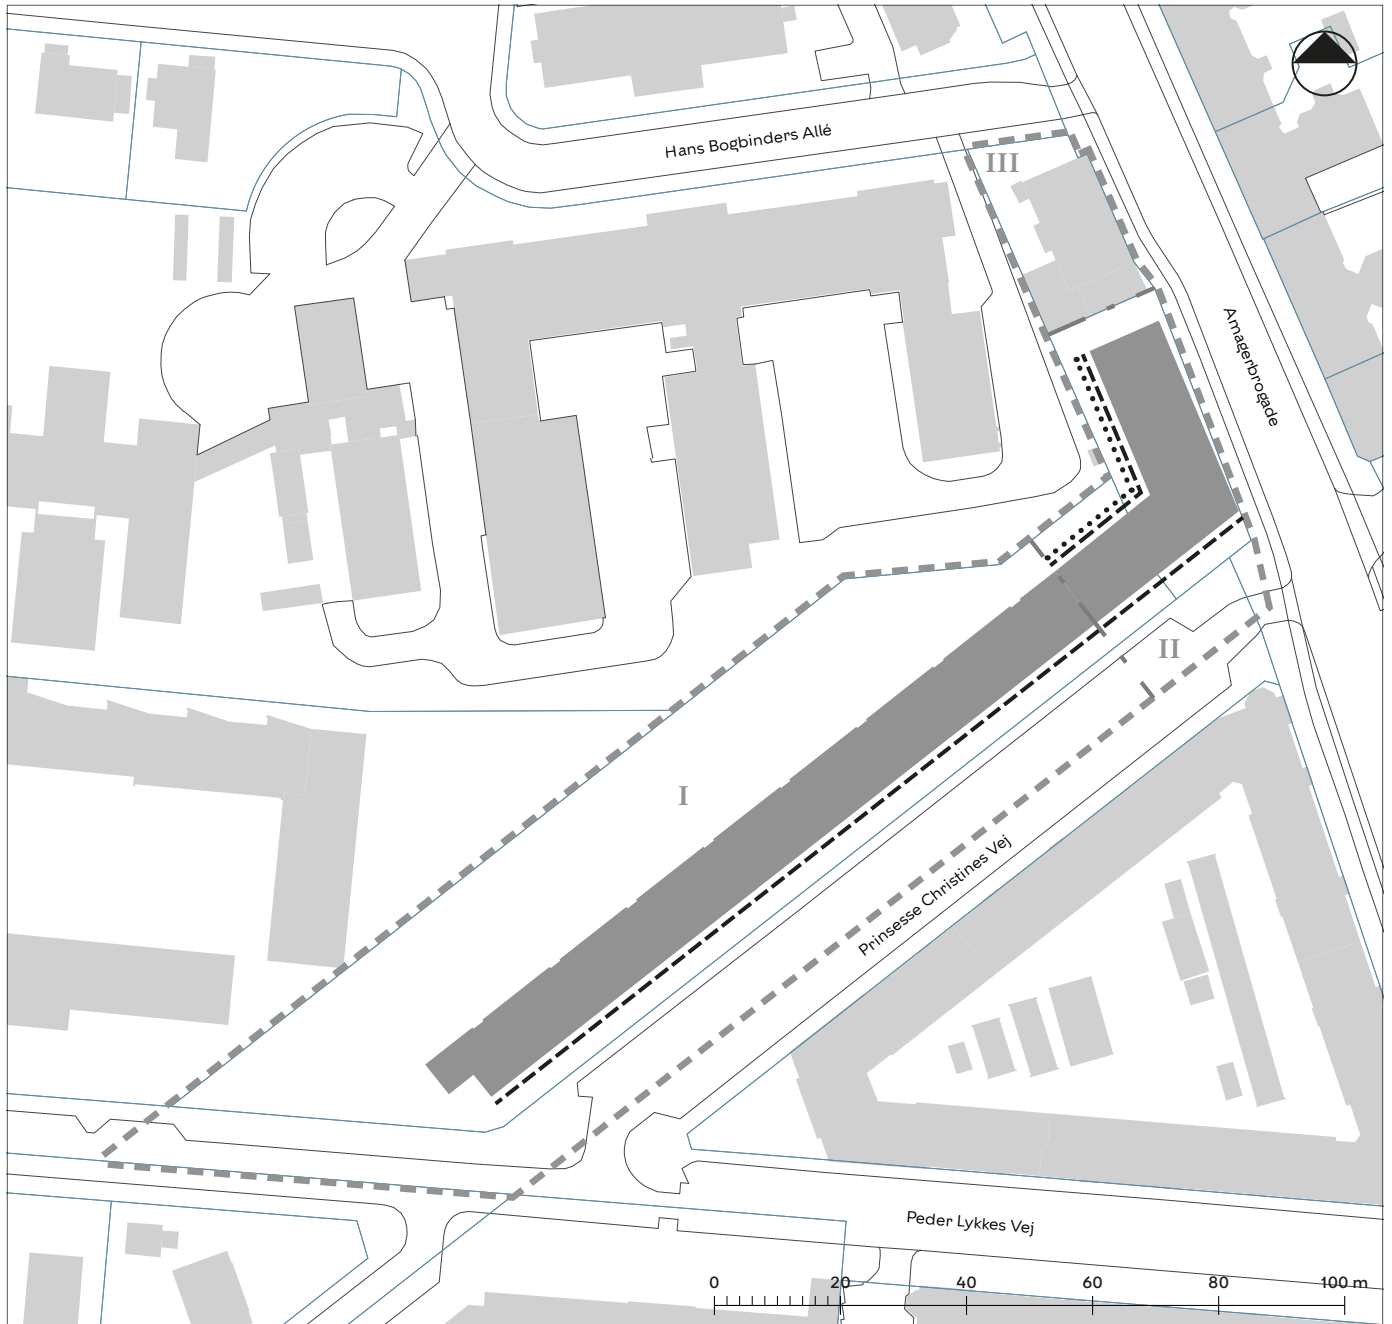 Hans Bogbinders Allé
III
Amagerbrogade
II
I
Prinsesse Christines Vej
Peder Lykkes Vej
0 20 40 60 80 100 m